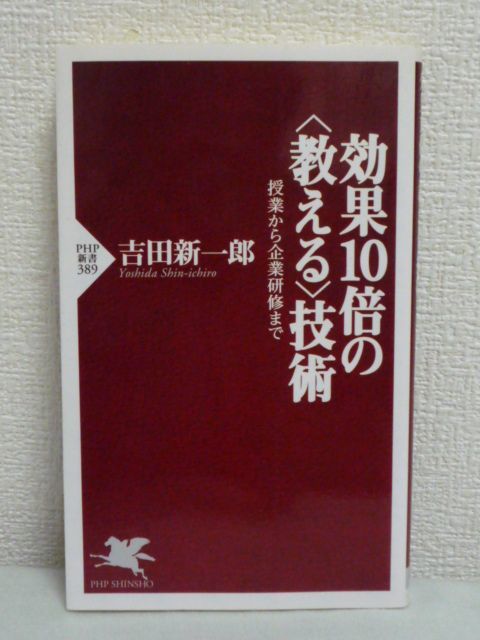 効果10倍の
〈教える〉技術
授業から企業研修まで
吉田新一郎
Yoshida Shin-ichiro
PHP
新書
389
PHP SHINSHO